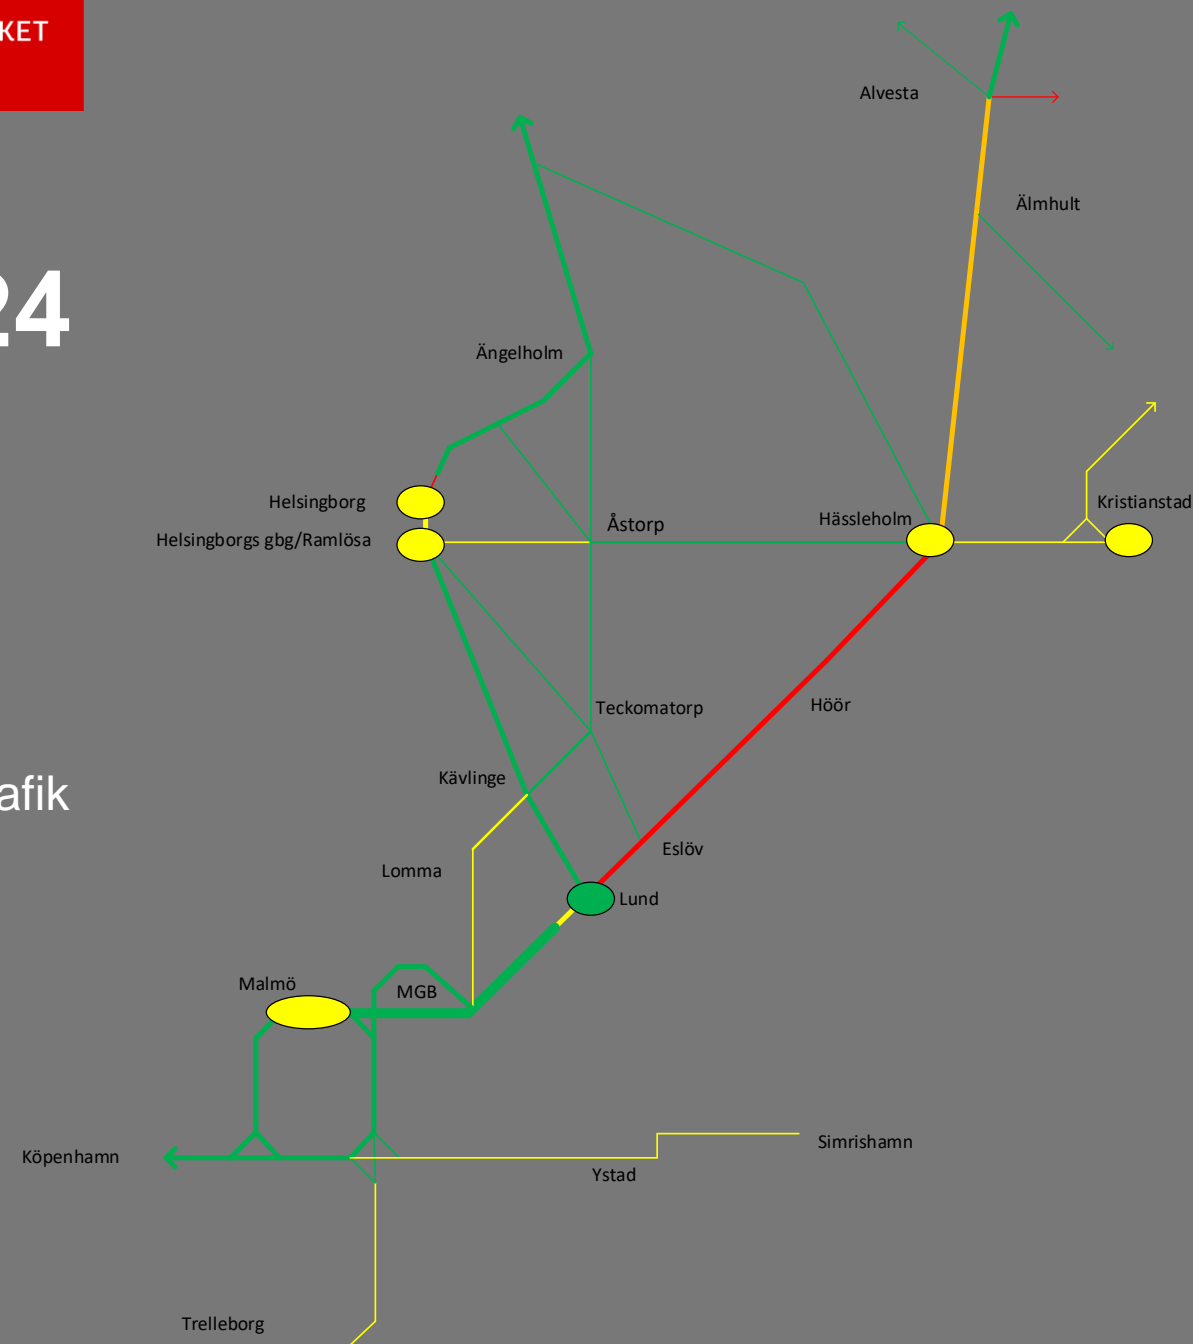 KET
Alvesta
Älmhult
24
Ängelholm
Helsingborg
Kristianstad
Hässleholm
Åstorp
Helsingborgs gbg/Ramlösa
Höör
Teckomatorp
Kävlinge
afik
Eslöv
Lomma
Lund
Malmö
MGB
Simrishamn
Köpenhamn
Ystad
Trelleborg